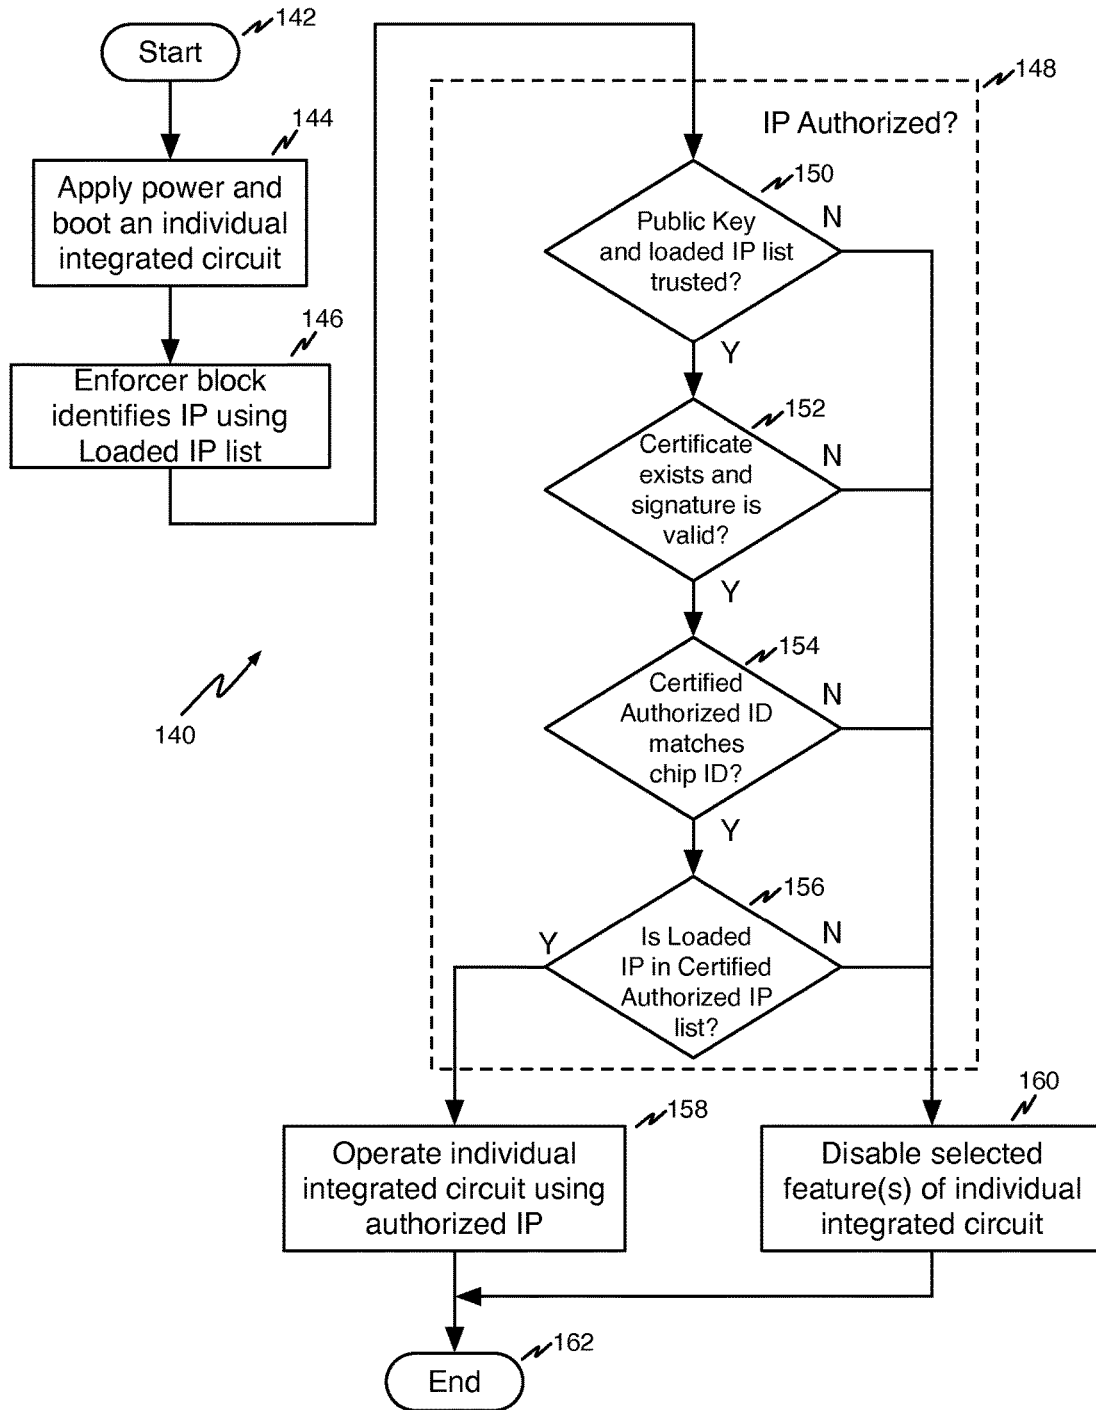 Start
142
144
Apply power and
boot an individual
integrated circuit
146
Enforcer block
identifies IP using
Loaded IP list
140
148
IP Authorized?
150
Public Key
and loaded IP list
trusted?
N
Y
152
Certificate
exists and
signature is
valid?
N
Y
154
Certified
Authorized ID
matches
chip ID?
N
Y
156
Is Loaded
IP in Certified
Authorized IP
list?
Y
N
158
Operate individual
integrated circuit using
authorized IP
160
Disable selected
feature(s) of individual
integrated circuit
End
162